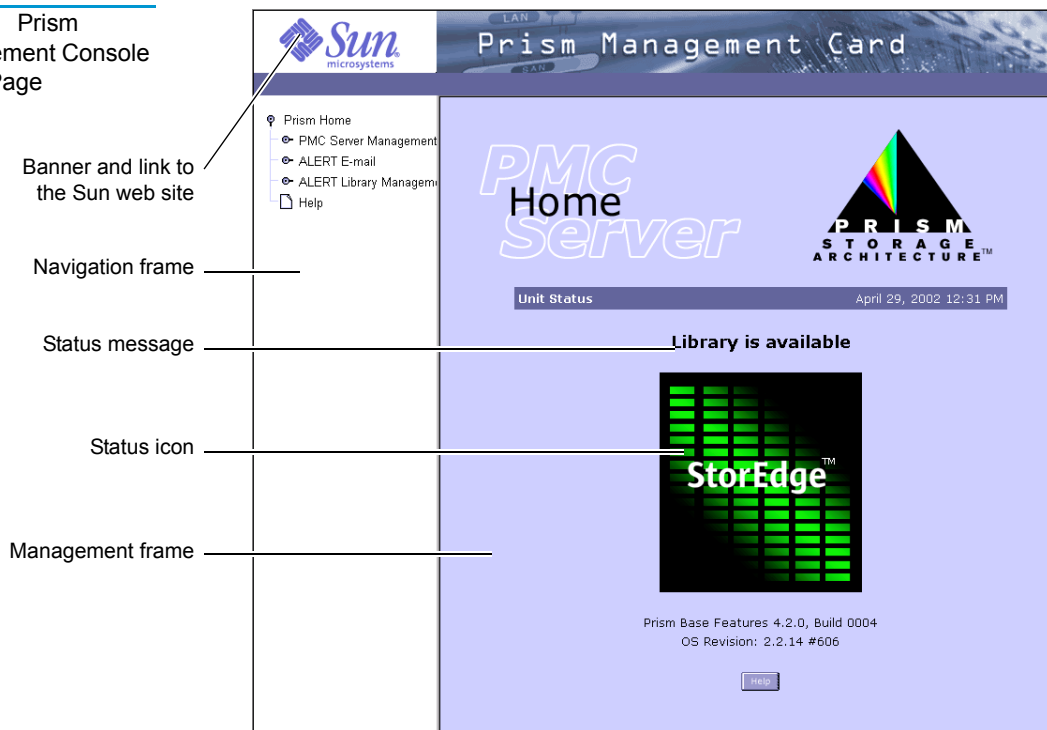 Prism
ement Console
Page
Banner and link to
the Sun web site
Navigation frame
Status message
Status icon
Management frame
Sun
microsystems
LAN
SAN
Prism Management Card
Prism Home
PMC Server Management
ALERT E-mail
ALERT Library Managem
Help
PMC
Home
Server
PRISM
STORAGE
ARCHITECTURE™
Unit Status
April 29, 2002 12:31 PM
Library is available
StorEdge™
Prism Base Features 4.2.0, Build 0004
OS Revision: 2.2.14 #606
Help